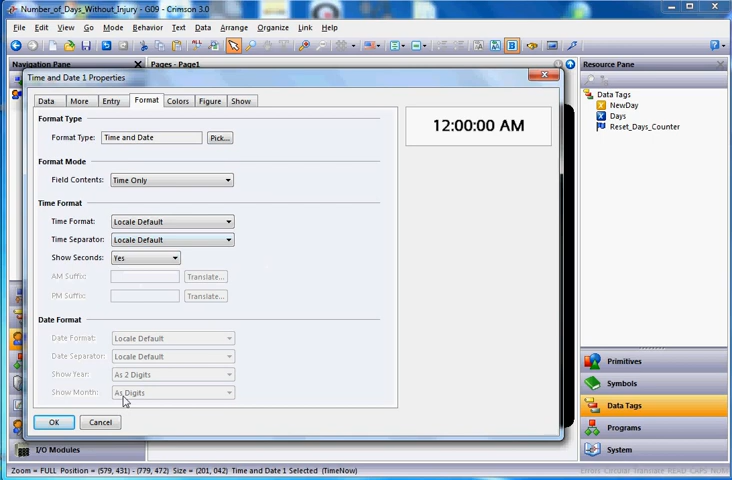 Number_of_Days_Without_Injury - G09 - Crimson 3.0
File Edit View Go Mode Behavior Text Data Arrange Organize Link Help
Navigation Pane
Pages - Page1
Resource Pane
Time and Date 1 Properties
Data More Entry Format Colors Figure Show
Format Type
Format Type: Time and Date Pick...
Format Mode
Field Contents: Time Only
Time Format
Time Format: Locale Default
Time Separator: Locale Default
Show Seconds: Yes
AM Suffix: Translate...
PM Suffix: Translate...
Date Format
Date Format: Locale Default
Date Separator: Locale Default
Show Year: As 2 Digits
Show Month: As Digits
OK Cancel
12:00:00 AM
Data Tags
NewDay
Days
Reset_Days_Counter
Primitives
Symbols
Data Tags
Programs
System
I/O Modules
Zoom = FULL Position = (579, 431) - (779, 472) Size = (201, 042) Time and Date 1 Selected (TimeNow)
Errors Circular Translate READ CAPS NUM